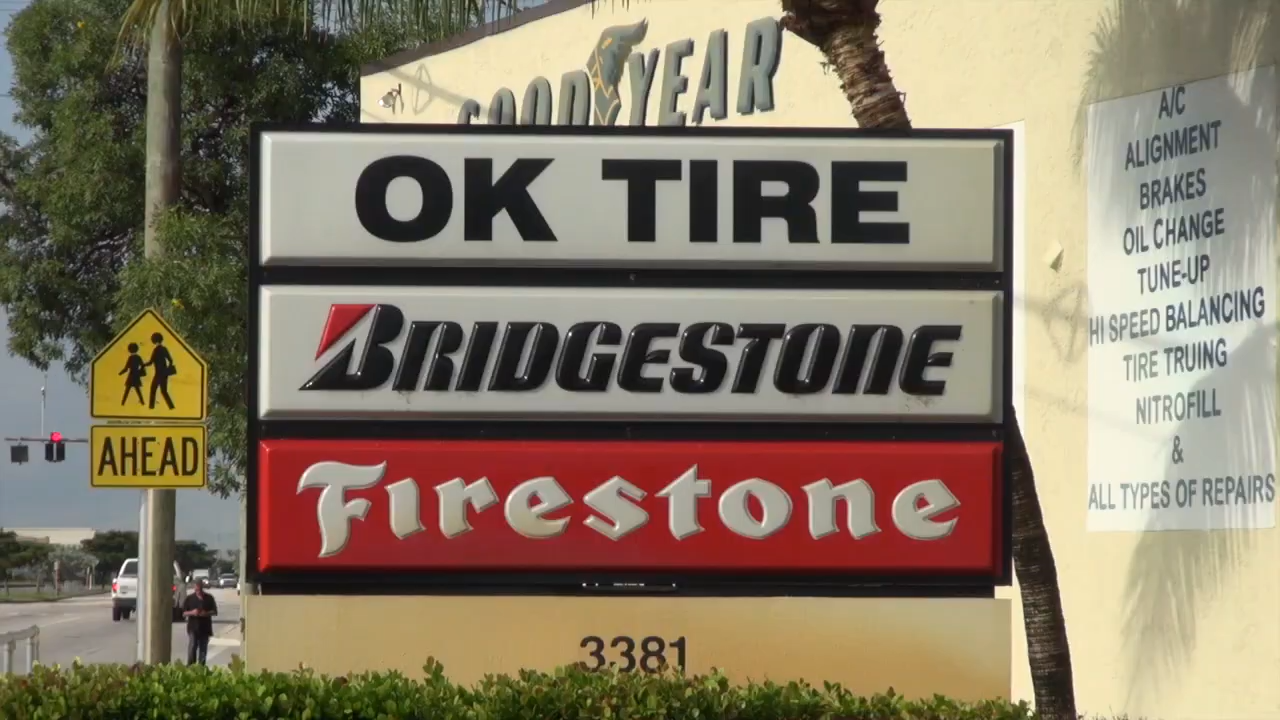 GOODYEAR
OK TIRE
BRIDGESTONE
Firestone
3381
AHEAD
A/C
ALIGNMENT
BRAKES
OIL CHANGE
TUNE-UP
HI SPEED BALANCING
TIRE TRUING
NITROFILL
&
ALL TYPES OF REPAIRS